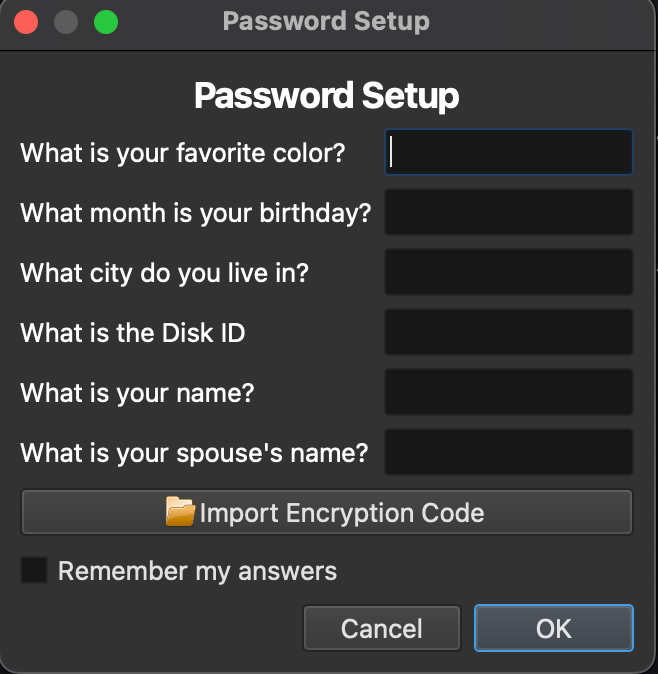 Password Setup
Password Setup
What is your favorite color?
What month is your birthday?
What city do you live in?
What is the Disk ID
What is your name?
What is your spouse's name?
Import Encryption Code
Remember my answers
Cancel OK